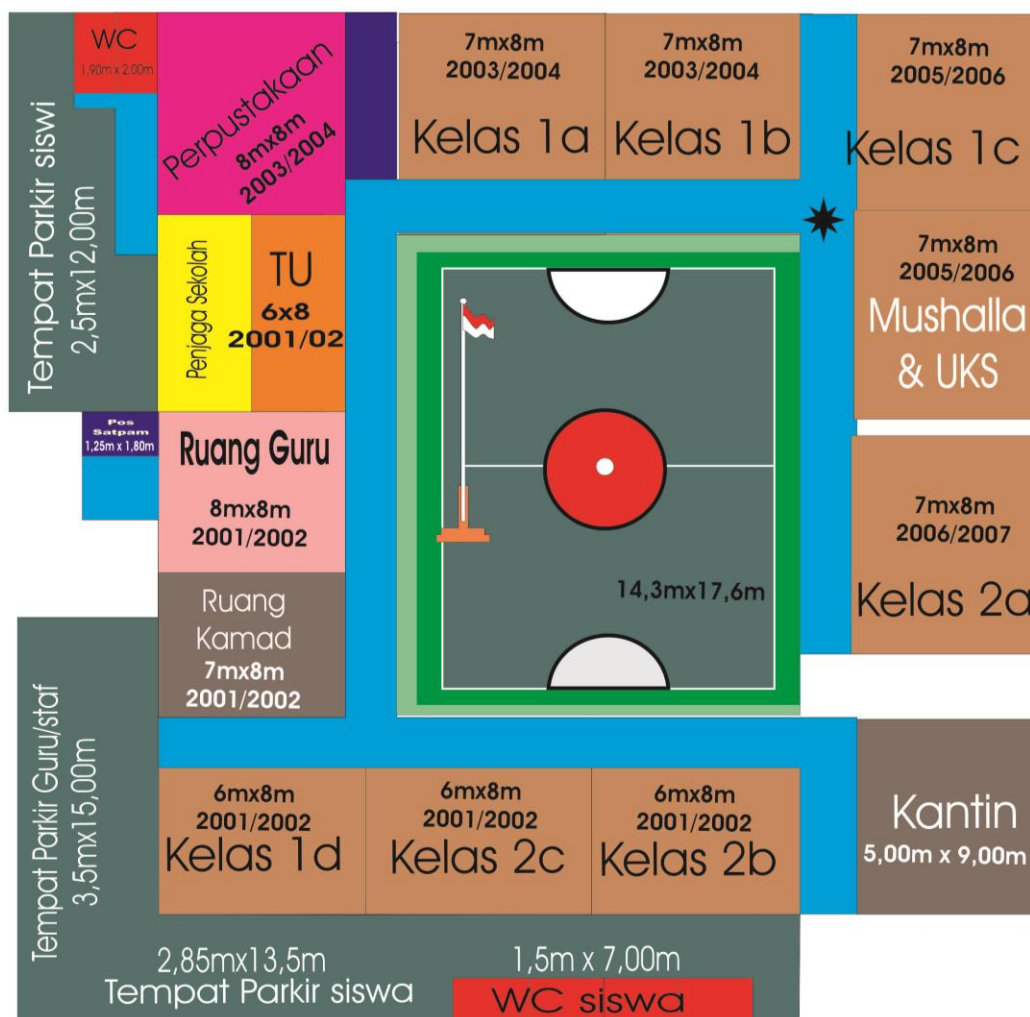 WC
1,90m x 2.00m
Tempat Parkir siswi
2,5mx12,00m
Perpustakaan
8mx8m
2003/2004
7mx8m
2003/2004
Kelas 1a
7mx8m
2003/2004
Kelas 1b
7mx8m
2005/2006
Kelas 1c
Penjaga Sekolah
TU
6x8
2001/02
7mx8m
2005/2006
Mushalla
& UKS
Pos
Satpam
1,25m x 1,80m
Ruang Guru
8mx8m
2001/2002
7mx8m
2006/2007
Kelas 2a
14,3mx17,6m
Ruang
Kamad
7mx8m
2001/2002
Tempat Parkir Guru/staf
3,5mx15,00m
6mx8m
2001/2002
Kelas 1d
6mx8m
2001/2002
Kelas 2c
6mx8m
2001/2002
Kelas 2b
Kantin
5,00m x 9,00m
2,85mx13,5m
Tempat Parkir siswa
1,5m x 7,00m
WC siswa